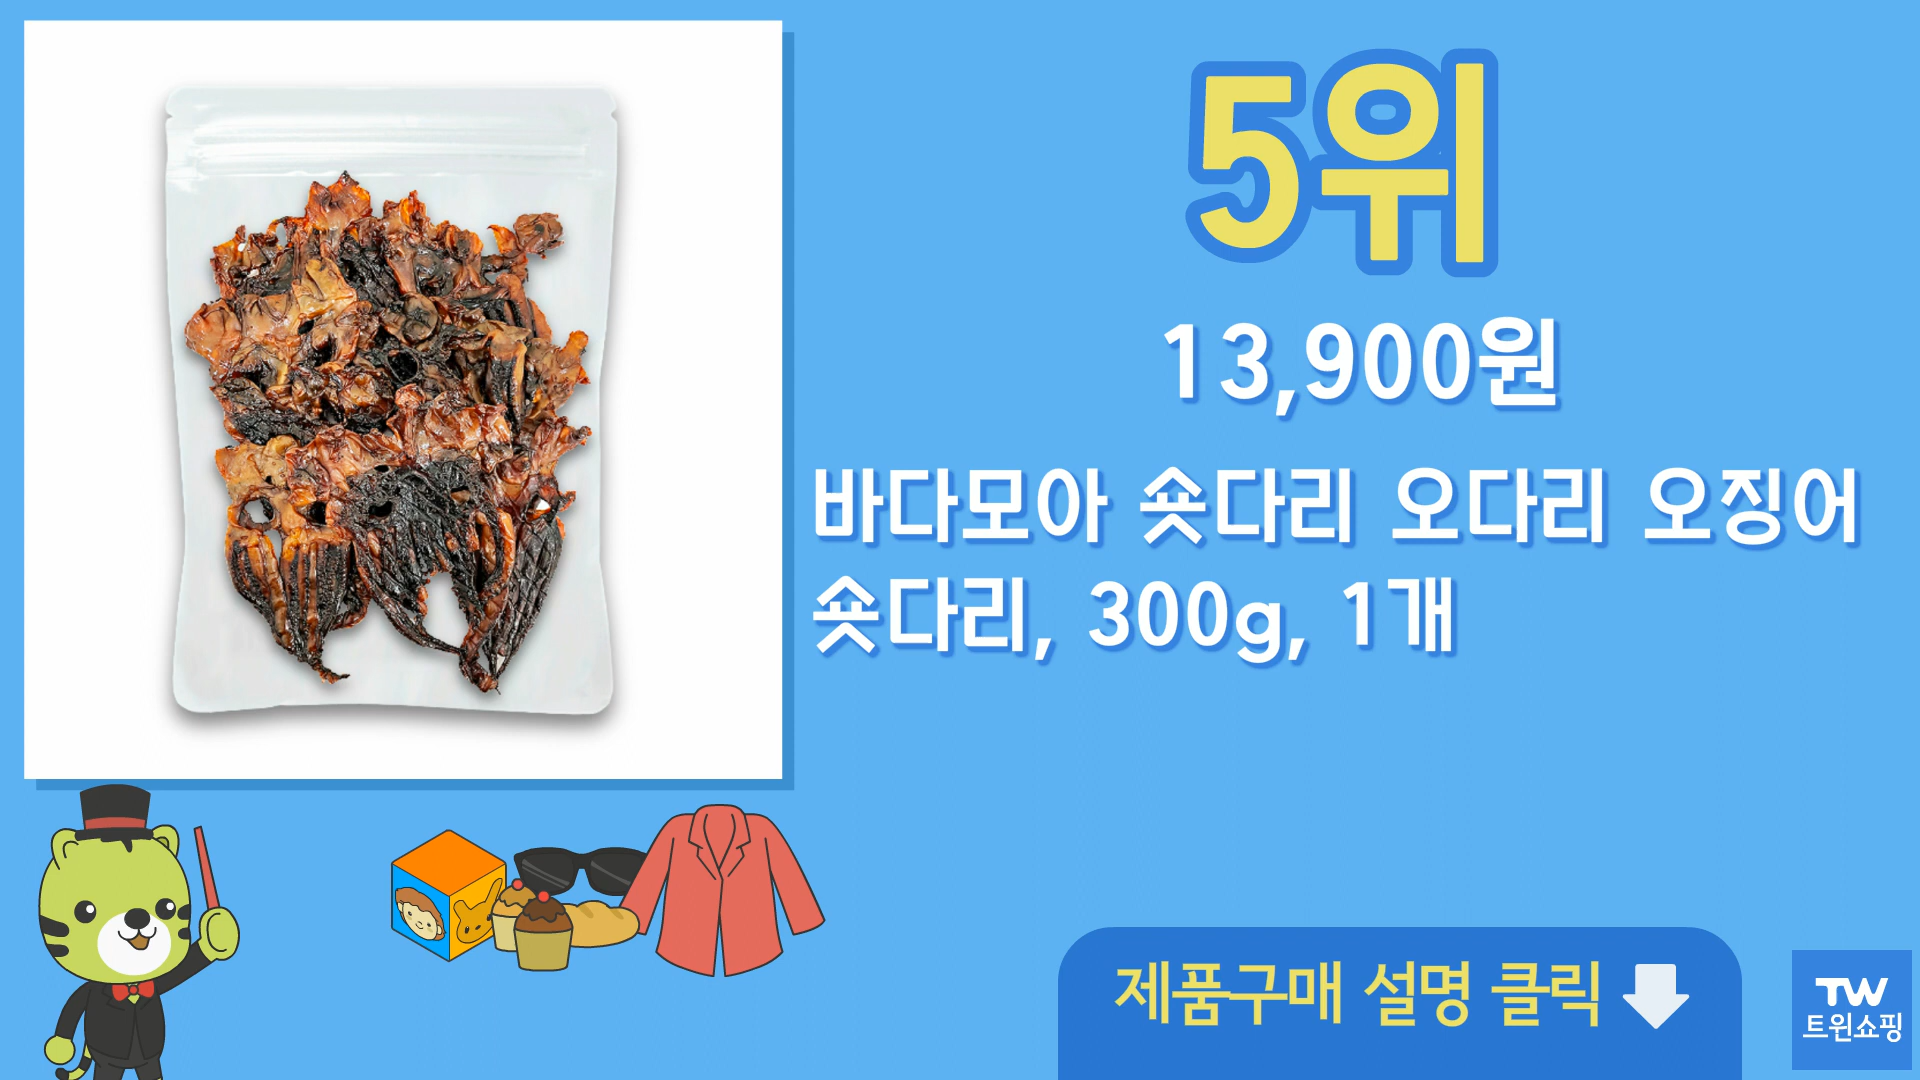 5위
13,900원
바다모아 숏다리 오다리 오징어
숏다리, 300g, 1개
제품구매 설명 클릭
TW
트윈쇼핑